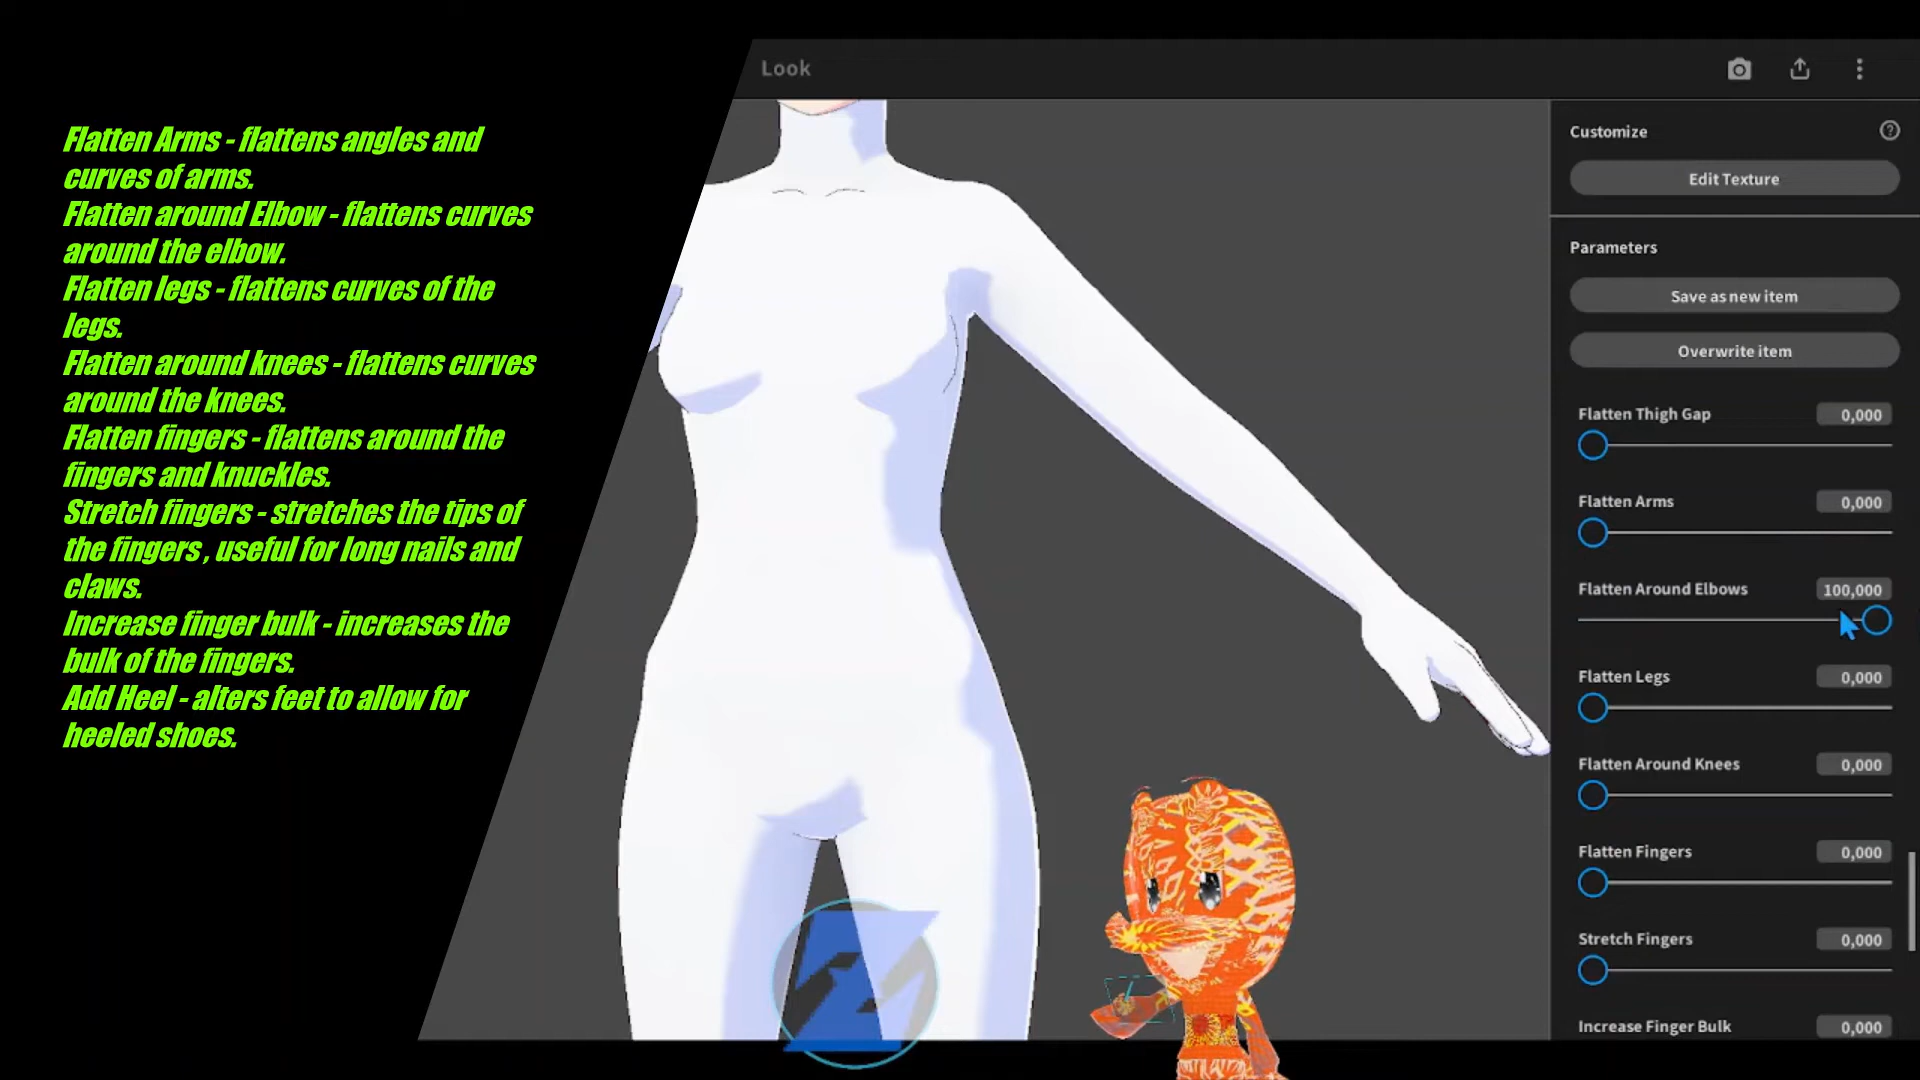 Look
Flatten Arms - flattens angles and
curves of arms.
Flatten around Elbow - flattens curves
around the elbow.
Flatten legs - flattens curves of the
legs.
Flatten around knees - flattens curves
around the knees.
Flatten fingers - flattens around the
fingers and knuckles.
Stretch fingers - stretches the tips of
the fingers , useful for long nails and
claws.
Increase finger bulk - increases the
bulk of the fingers.
Add Heel - alters feet to allow for
heeled shoes.
Customize
Edit Texture
Parameters
Save as new item
Overwrite item
Flatten Thigh Gap 0,000
Flatten Arms 0,000
Flatten Around Elbows 100,000
Flatten Legs 0,000
Flatten Around Knees 0,000
Flatten Fingers 0,000
Stretch Fingers 0,000
Increase Finger Bulk 0,000